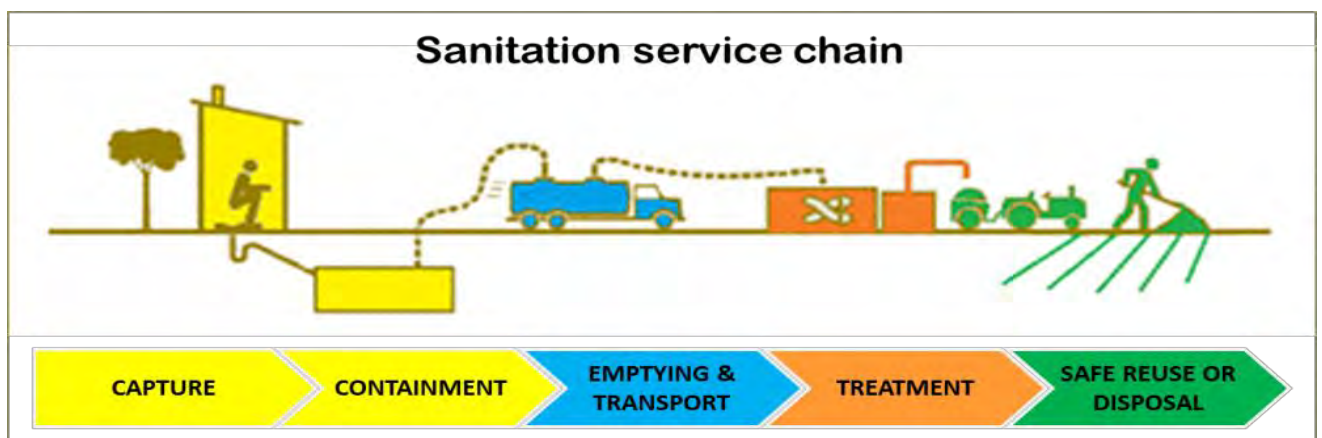 Sanitation service chain
CAPTURE
CONTAINMENT
EMPTYING &
TRANSPORT
TREATMENT
SAFE REUSE OR
DISPOSAL